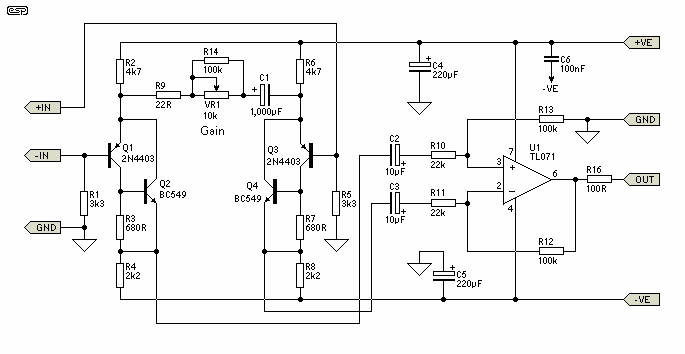 esp
+VE
R14
100k
R2
4k7
R6
4k7
C4
220µF
C6
100nF
-VE
R9
22R
C1
VR1
10k
1,000µF
Gain
+IN
R13
100k
GND
-IN
Q1
2N4403
Q3
2N4403
C2
10µF
R10
22k
U1
TL071
7
3
+
6
R16
100R
OUT
Q2
BC549
Q4
BC549
R1
3k3
R5
3k3
C3
10µF
R11
22k
2
−
4
GND
R3
680R
R7
680R
R12
100k
R4
2k2
R8
2k2
C5
220µF
-VE